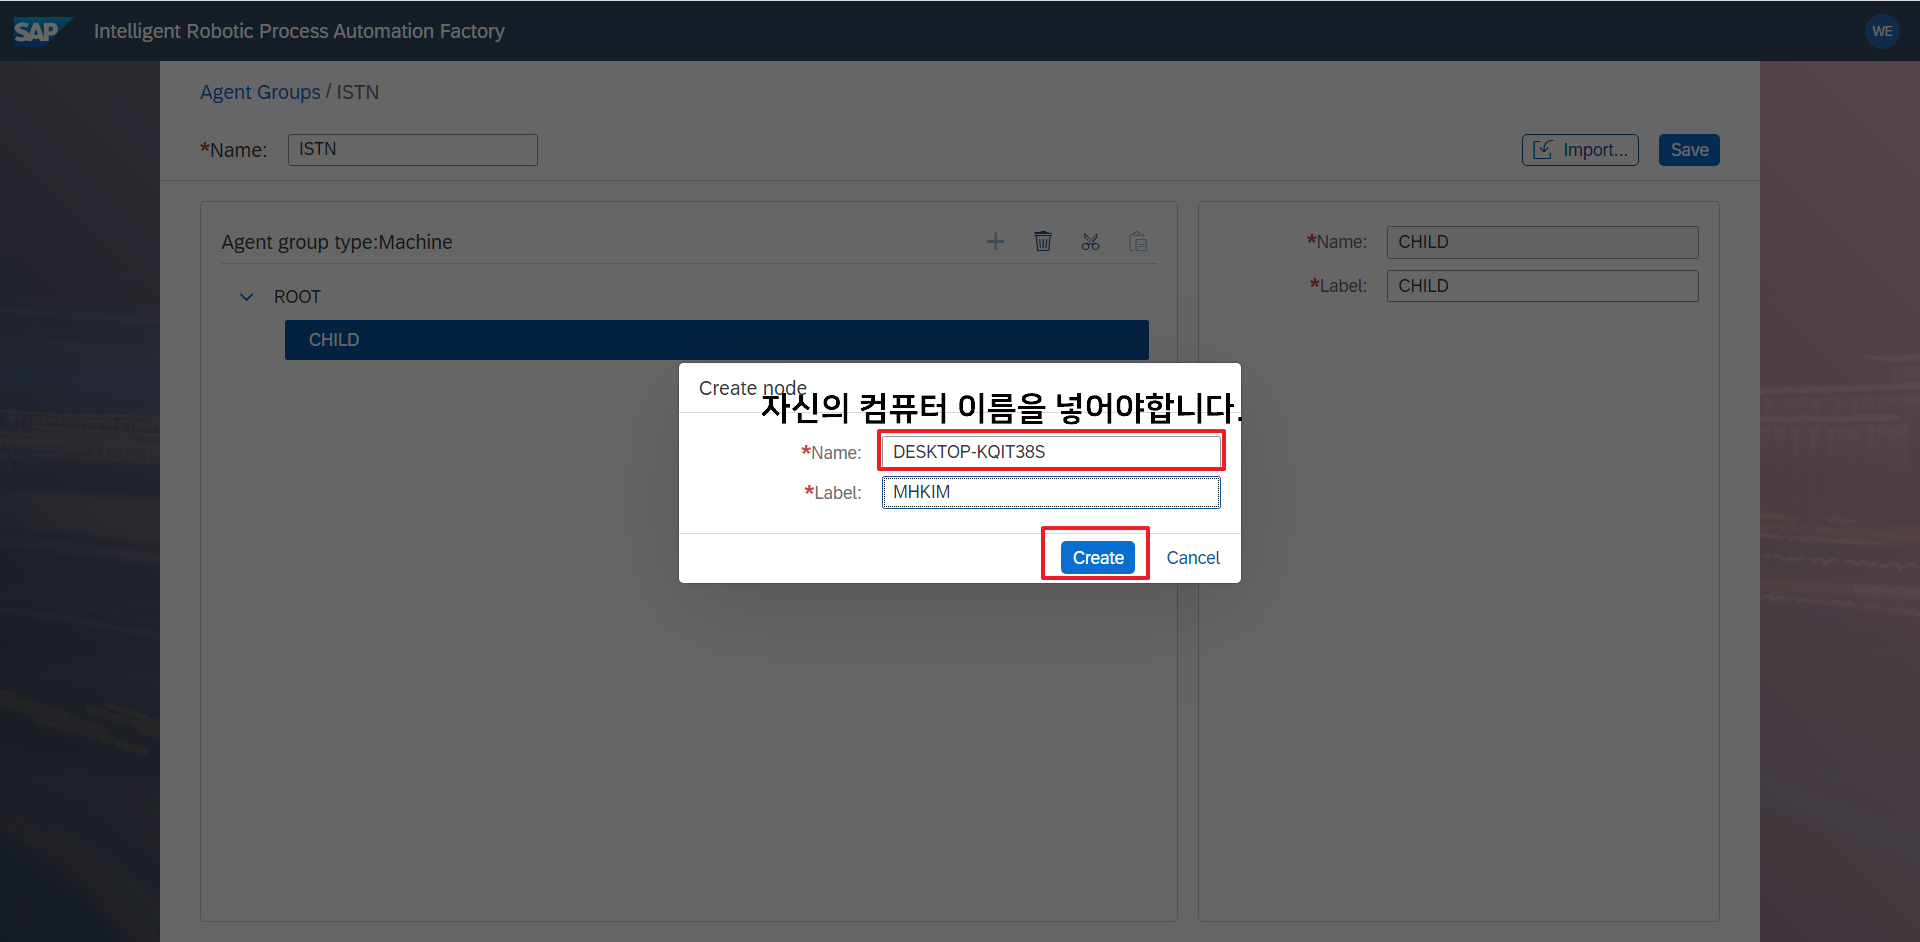 SAP Intelligent Robotic Process Automation Factory WE
Agent Groups / ISTN
*Name: ISTN Import... Save
Agent group type:Machine
ROOT
CHILD
*Name: CHILD
*Label: CHILD
Create node
자신의 컴퓨터 이름을 넣어야합니다.
*Name: DESKTOP-KQIT38S
*Label: MHKIM
Create Cancel